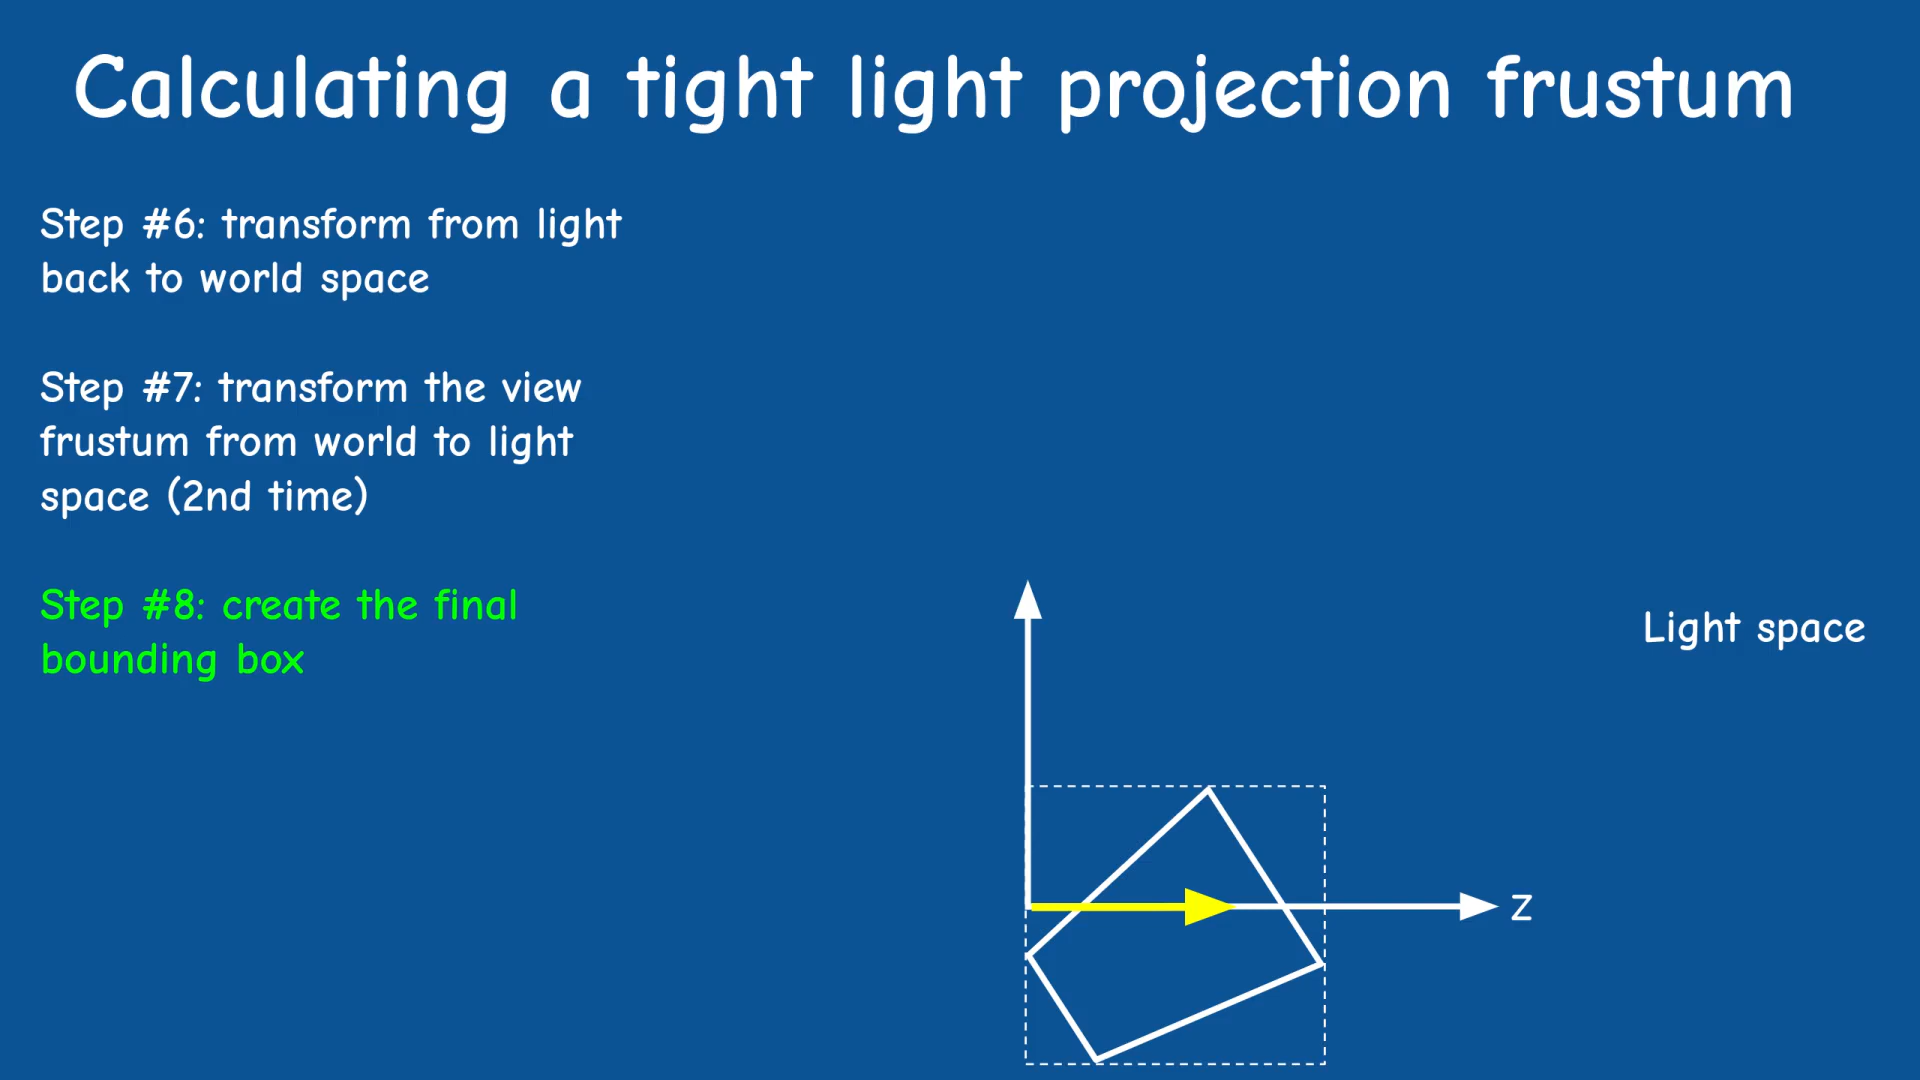 Calculating a tight light projection frustum
Step #6: transform from light
back to world space
Step #7: transform the view
frustum from world to light
space (2nd time)
Step #8: create the final
bounding box
Light space
Z